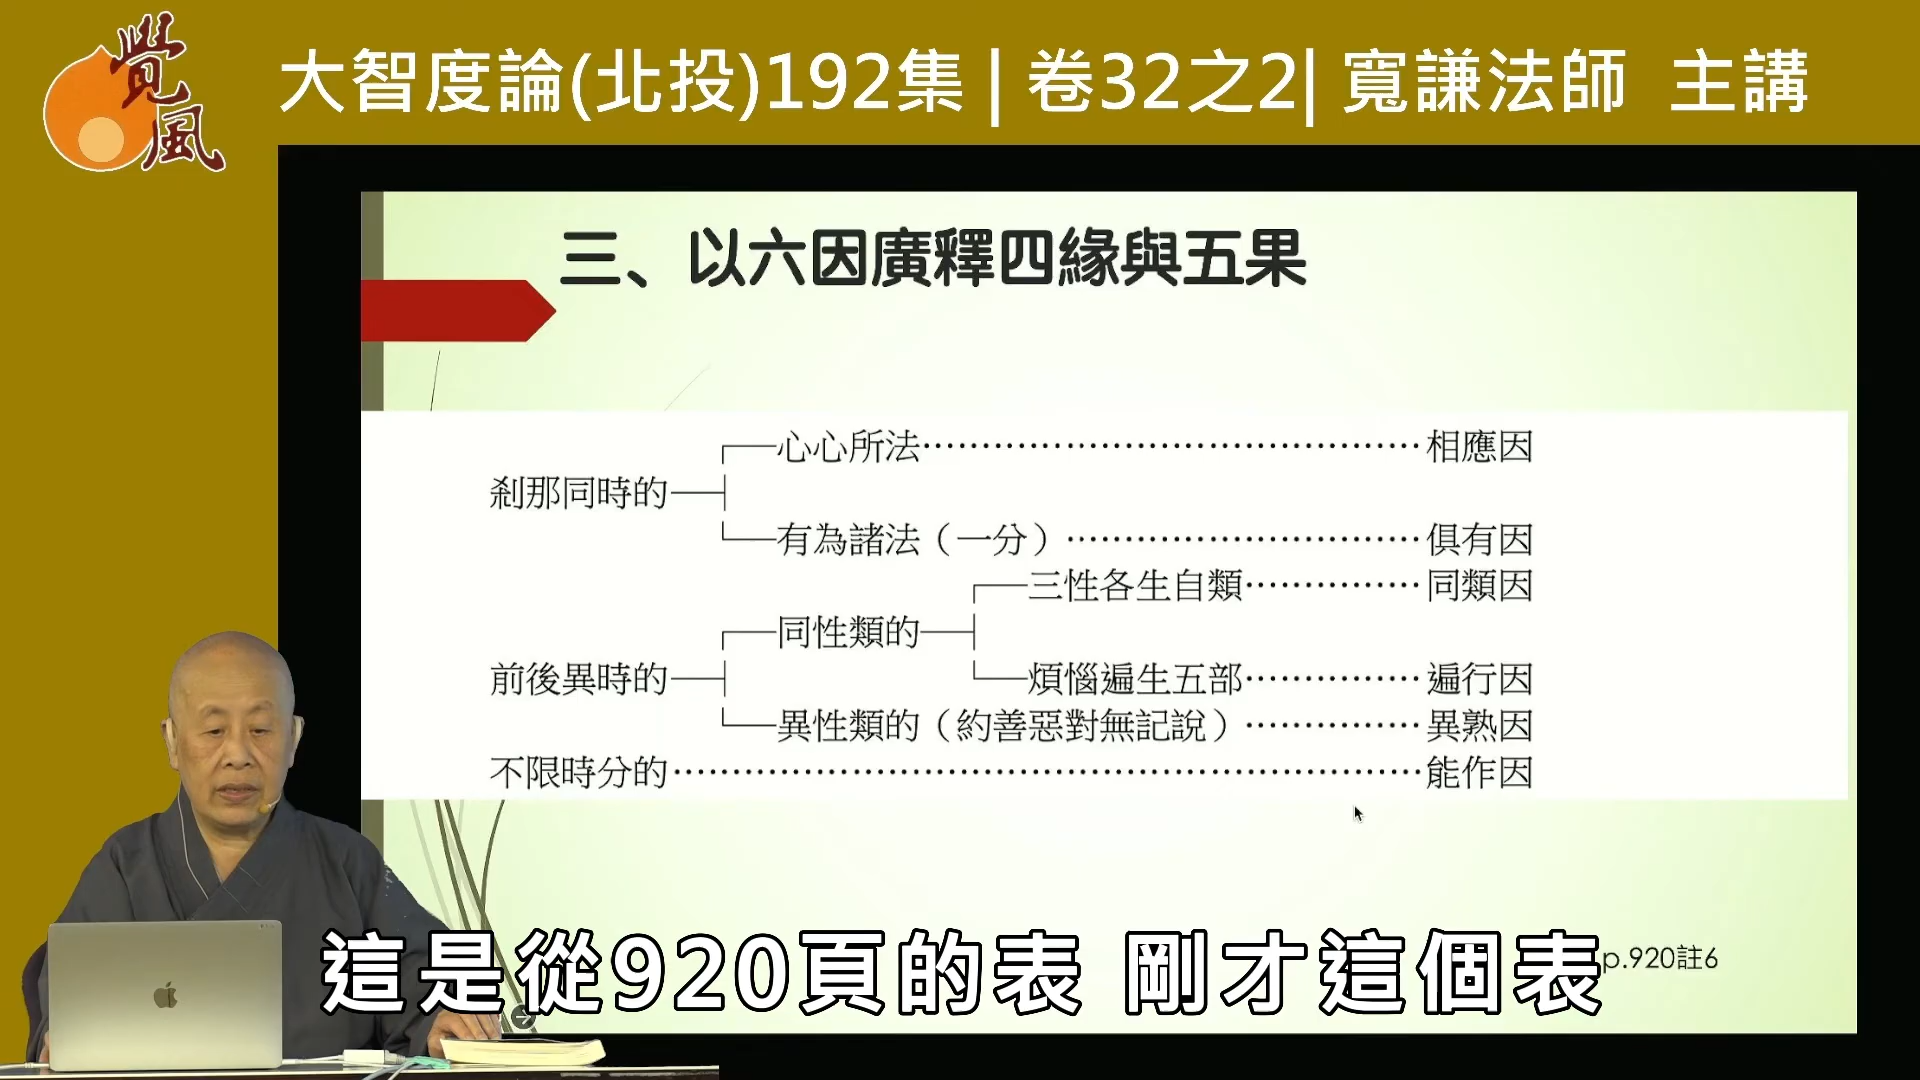 覺風
大智度論(北投)192集 | 卷32之2| 寬謙法師 主講
三、以六因廣釋四緣與五果
心心所法 相應因
剎那同時的
有為諸法（一分） 俱有因
三性各生自類 同類因
同性類的
前後異時的
煩惱遍生五部 遍行因
異性類的（約善惡對無記說） 異熟因
不限時分的 能作因
p.920註6
這是從920頁的表 剛才這個表